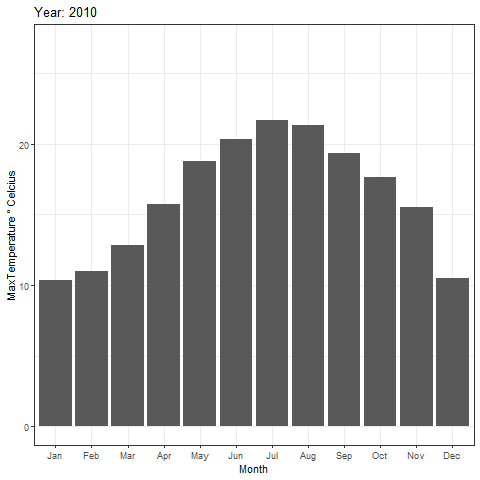 Year: 2010
MaxTemperature ° Celcius
20
10
0
Jan Feb Mar Apr May Jun Jul Aug Sep Oct Nov Dec
Month